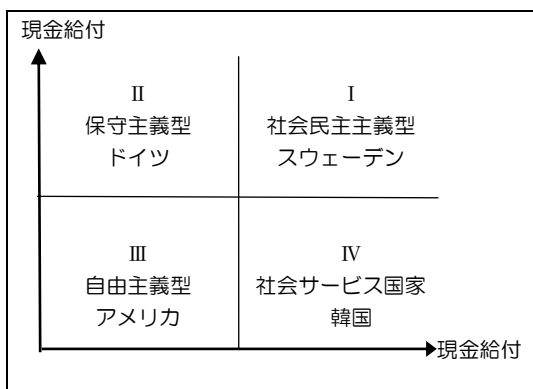 現金給付
Ⅱ
保守主義型
ドイツ
Ⅰ
社会民主主義型
スウェーデン
Ⅲ
自由主義型
アメリカ
Ⅳ
社会サービス国家
韓国
現金給付